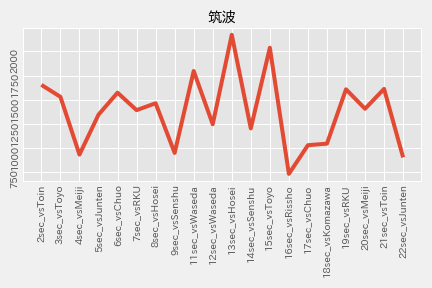 筑波
2000
1750
1500
1250
1000
750
2sec_vsToin
3sec_vsToyo
4sec_vsMeiji
5sec_vsJunten
6sec_vsChuo
7sec_vsRKU
8sec_vsHosei
9sec_vsSenshu
11sec_vsWaseda
12sec_vsWaseda
13sec_vsHosei
14sec_vsSenshu
15sec_vsToyo
16sec_vsRissho
17sec_vsChuo
18sec_vsKomazawa
19sec_vsRKU
20sec_vsMeiji
21sec_vsToin
22sec_vsJunten